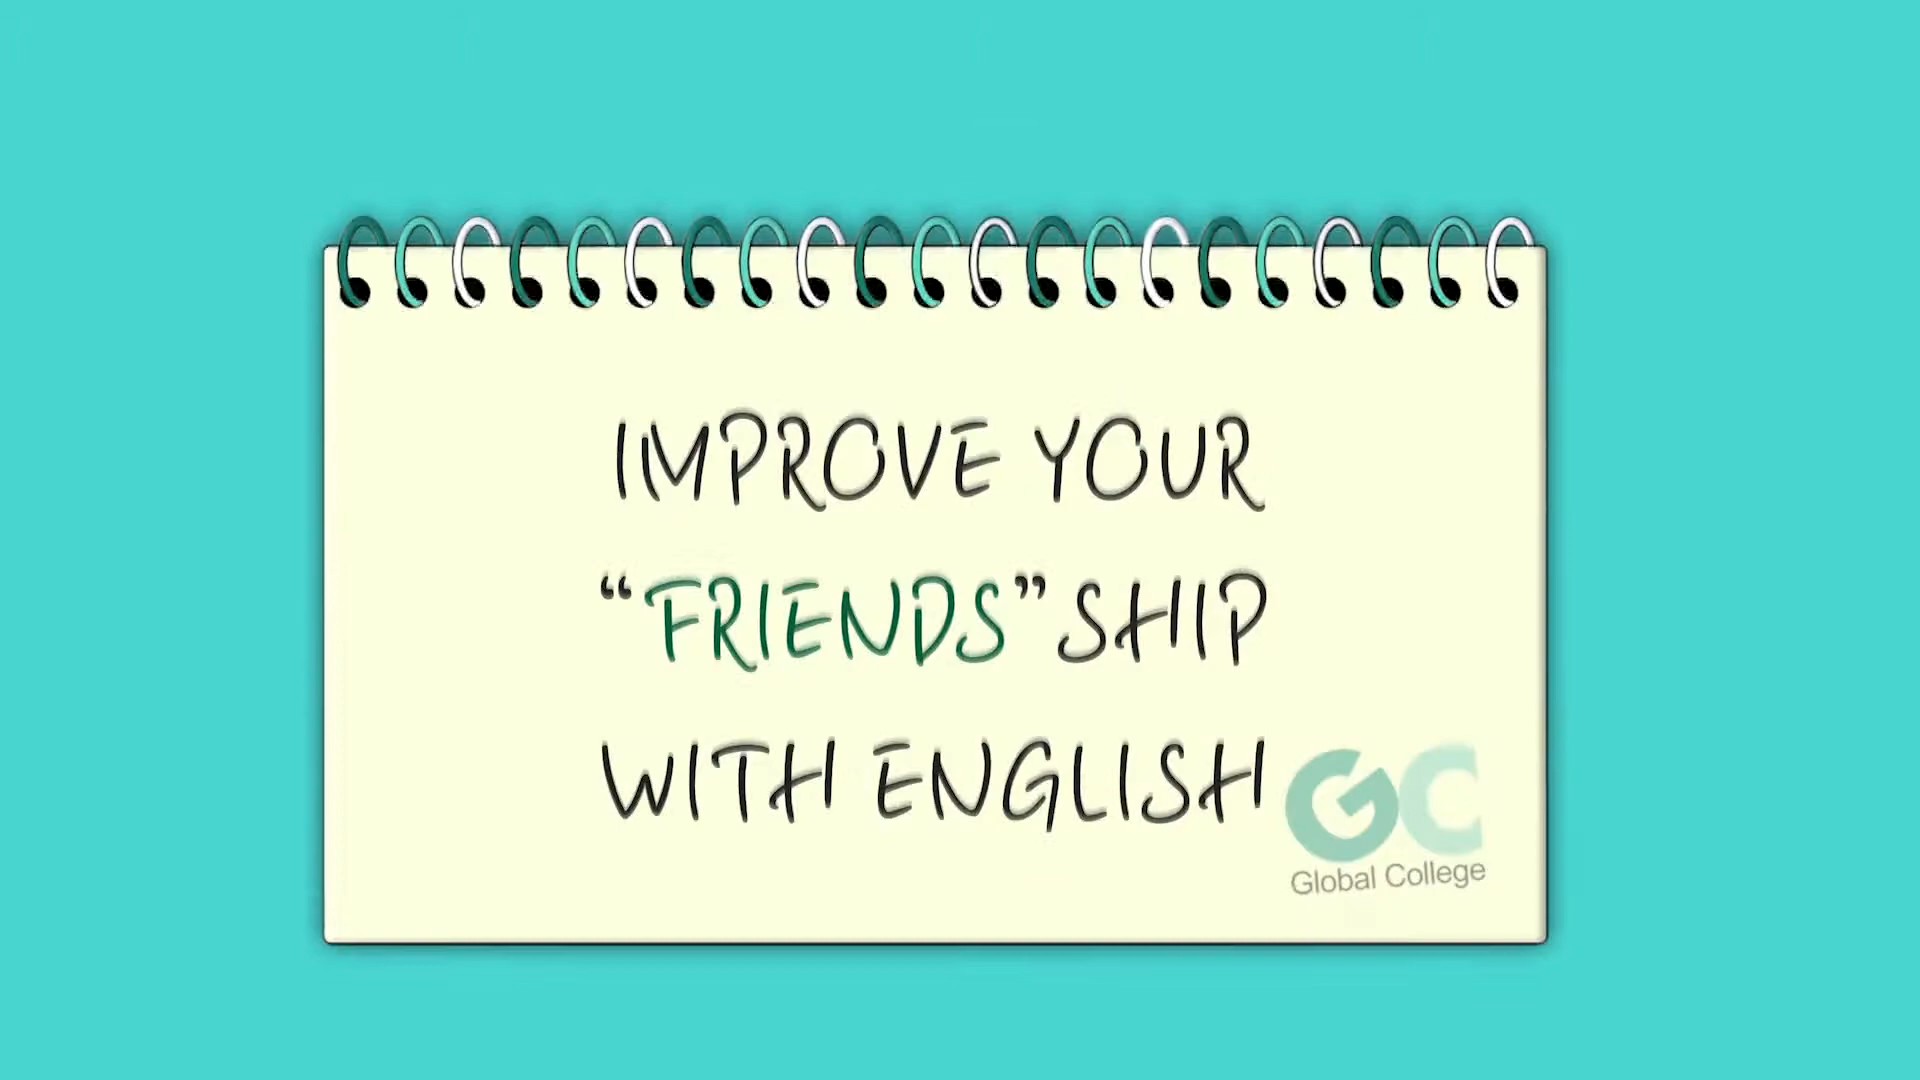 IMPROVE YOUR
“FRIENDS”SHIP
WITH ENGLISH
GC
Global College